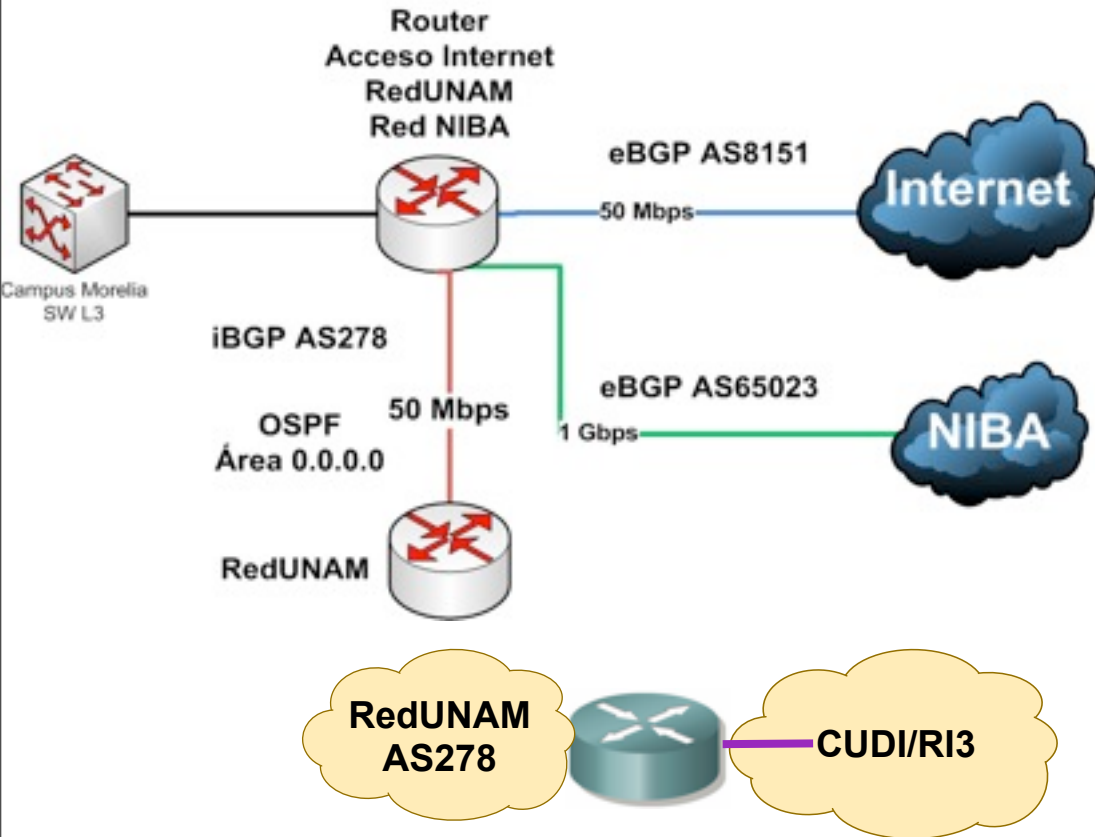 Router
Acceso Internet
RedUNAM
Red NIBA
eBGP AS8151
Internet
50 Mbps
Campus Morelia
SW L3
iBGP AS278
eBGP AS65023
50 Mbps
OSPF
Área 0.0.0.0
1 Gbps
NIBA
RedUNAM
RedUNAM
AS278
CUDI/RI3